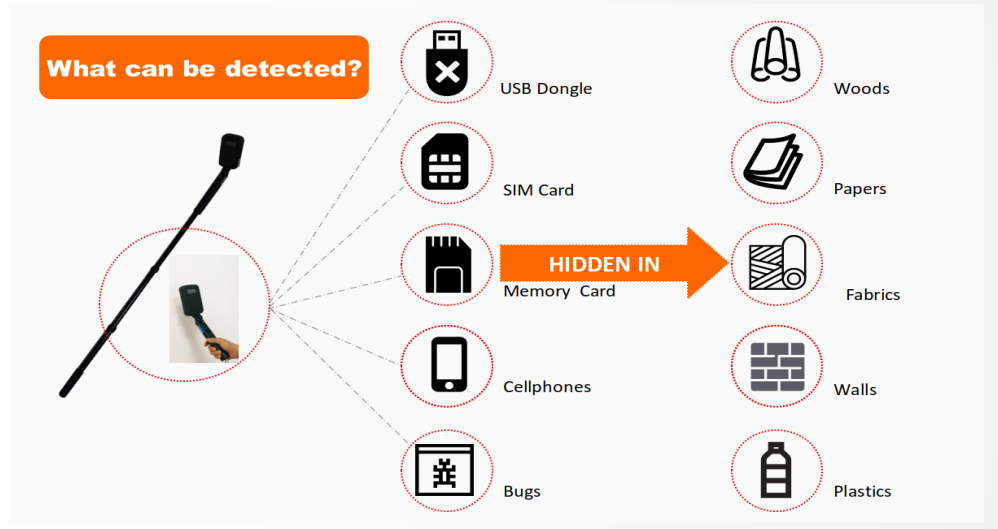 What can be detected?
USB Dongle
SIM Card
Memory Card
Cellphones
Bugs
HIDDEN IN
Woods
Papers
Fabrics
Walls
Plastics